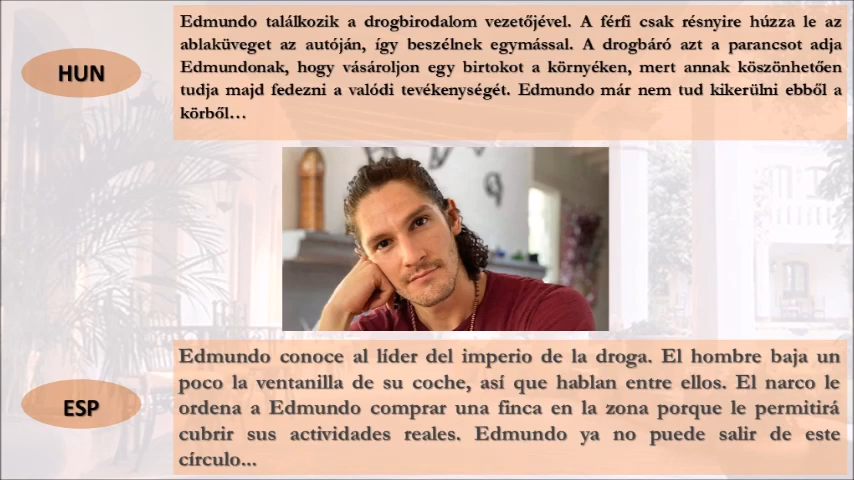 HUN
Edmundo találkozik a drogbirodalom vezetőjével. A férfi csak résnyire húzza le az
ablaküveget az autóján, így beszélnek egymással. A drogbáró azt a parancsot adja
Edmundonak, hogy vásároljon egy birtokot a környéken, mert annak köszönhetően
tudja majd fedezni a valódi tevékenységét. Edmundo már nem tud kikerülni ebből a
körből…
ESP
Edmundo conoce al líder del imperio de la droga. El hombre baja un
poco la ventanilla de su coche, así que hablan entre ellos. El narco le
ordena a Edmundo comprar una finca en la zona porque le permitirá
cubrir sus actividades reales. Edmundo ya no puede salir de este
círculo...